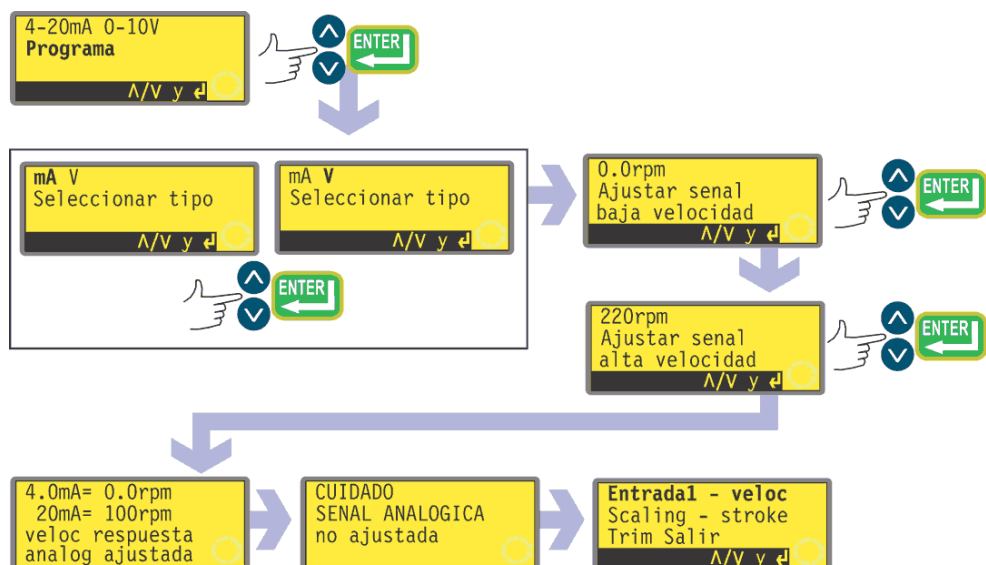 4-20mA 0-10V
Programa
ENTER
Λ/V y ↲
mA V
Seleccionar tipo
Λ/V y ↲
mA V
Seleccionar tipo
Λ/V y ↲
ENTER
0.0rpm
Ajustar senal
baja velocidad
Λ/V y ↲
ENTER
220rpm
Ajustar senal
alta velocidad
Λ/V y ↲
ENTER
4.0mA= 0.0rpm
20mA= 100rpm
veloc respuesta
analog ajustada
CUIDADO
SENAL ANALOGICA
no ajustada
Entrada1 - veloc
Scaling - stroke
Trim Salir
Λ/V y ↲